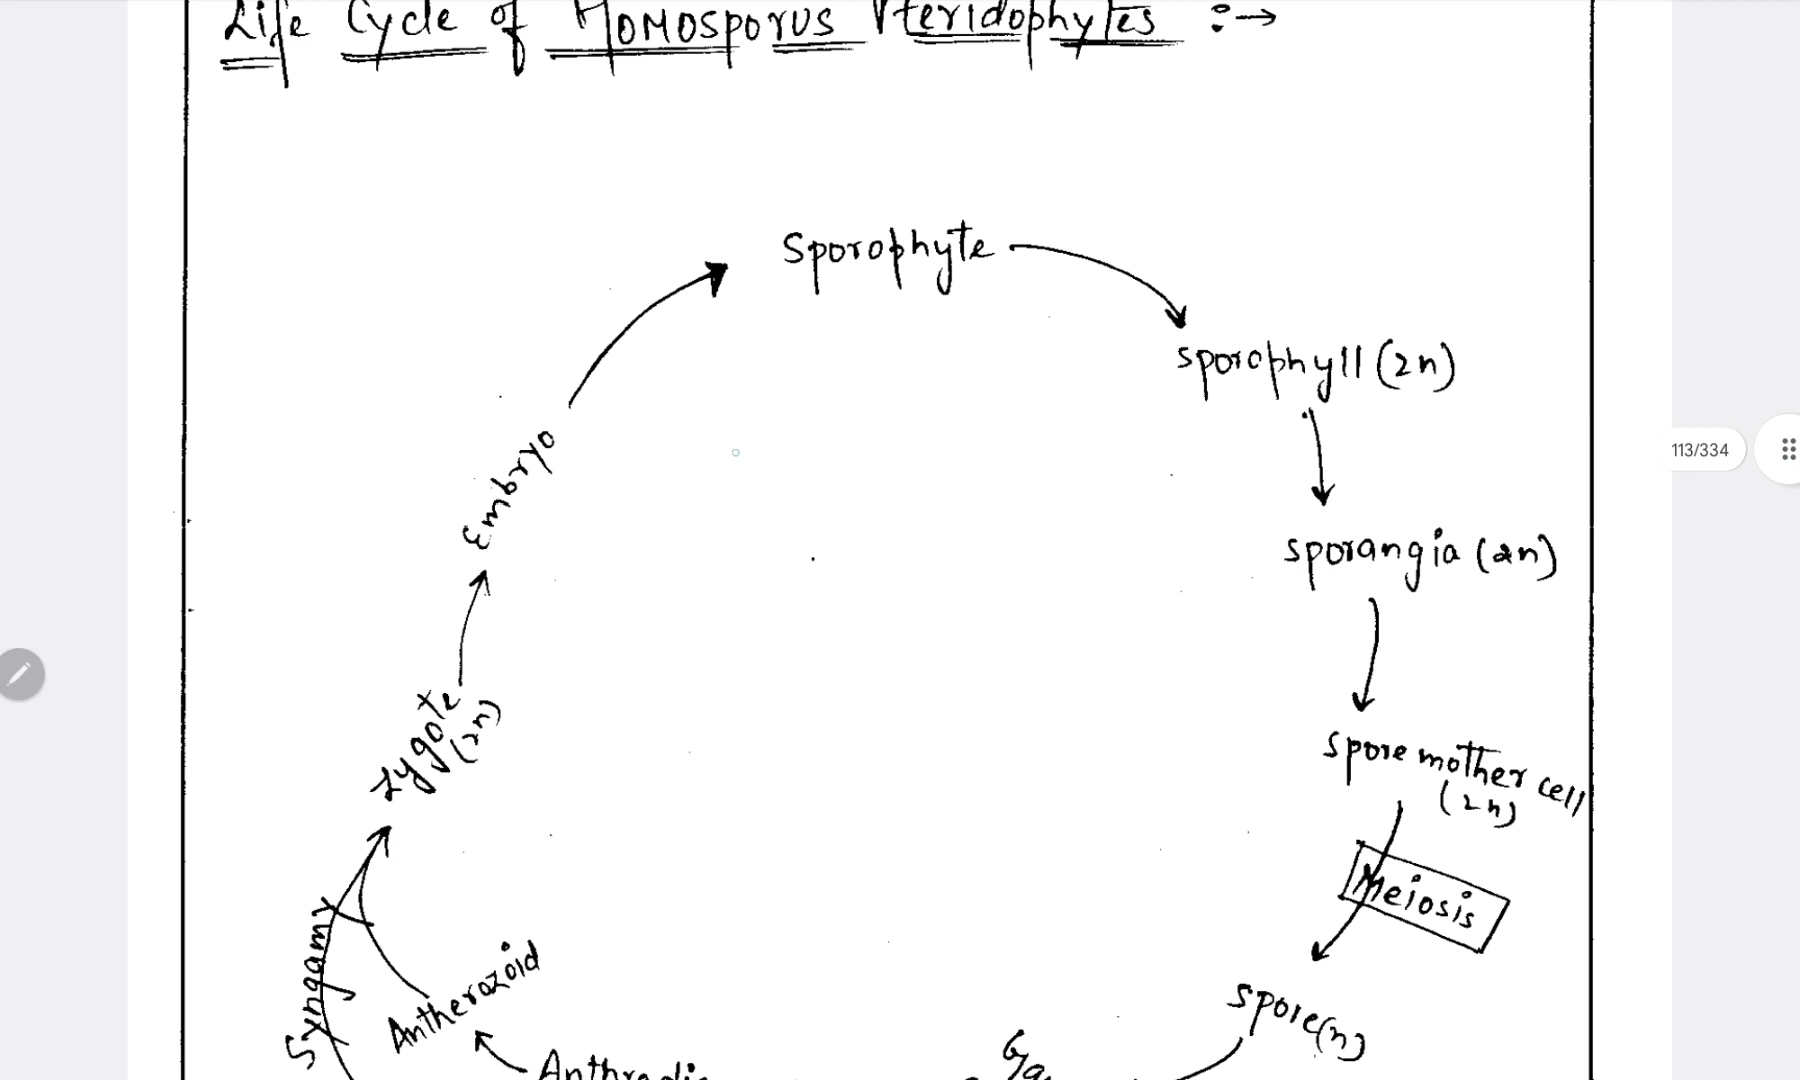 Life Cycle of Homosporus Pteridophytes :→
Sporophyte
Sporophyll (2n)
Sporangia (2n)
113/334
Embryo
Spore mother cell
(2n)
Zygote
(2n)
Meiosis
Syngamy
Antherozoid
Spore(n)